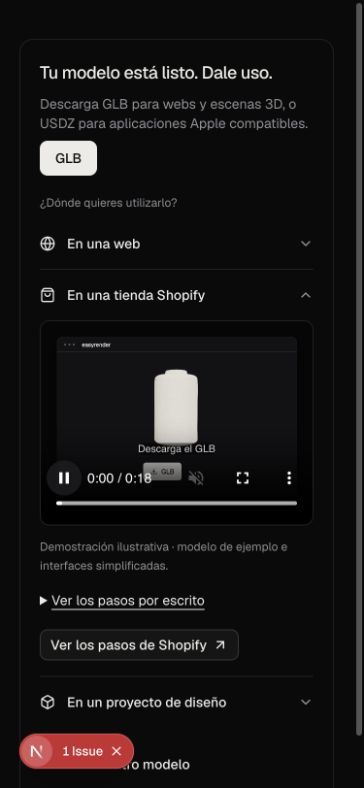 Tu modelo está listo. Dale uso.
Descarga GLB para webs y escenas 3D, o
USDZ para aplicaciones Apple compatibles.
GLB
¿Dónde quieres utilizarlo?
En una web
En una tienda Shopify
easyrender
Descarga el GLB
GLB
0:00 / 0:18
Demostración ilustrativa · modelo de ejemplo e
interfaces simplificadas.
Ver los pasos por escrito
Ver los pasos de Shopify
En un proyecto de diseño
N 1 Issue
ro modelo